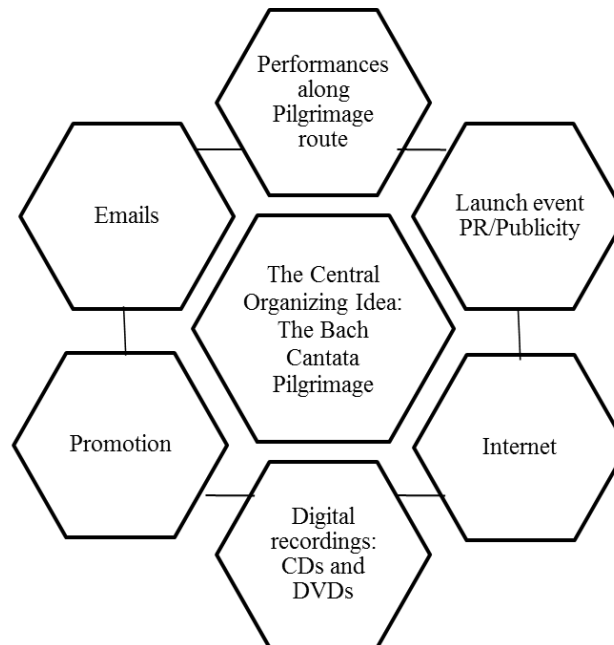 Performances
along
Pilgrimage
route
Emails
Launch event
PR/Publicity
The Central
Organizing Idea:
The Bach
Cantata
Pilgrimage
Promotion
Internet
Digital
recordings:
CDs and
DVDs